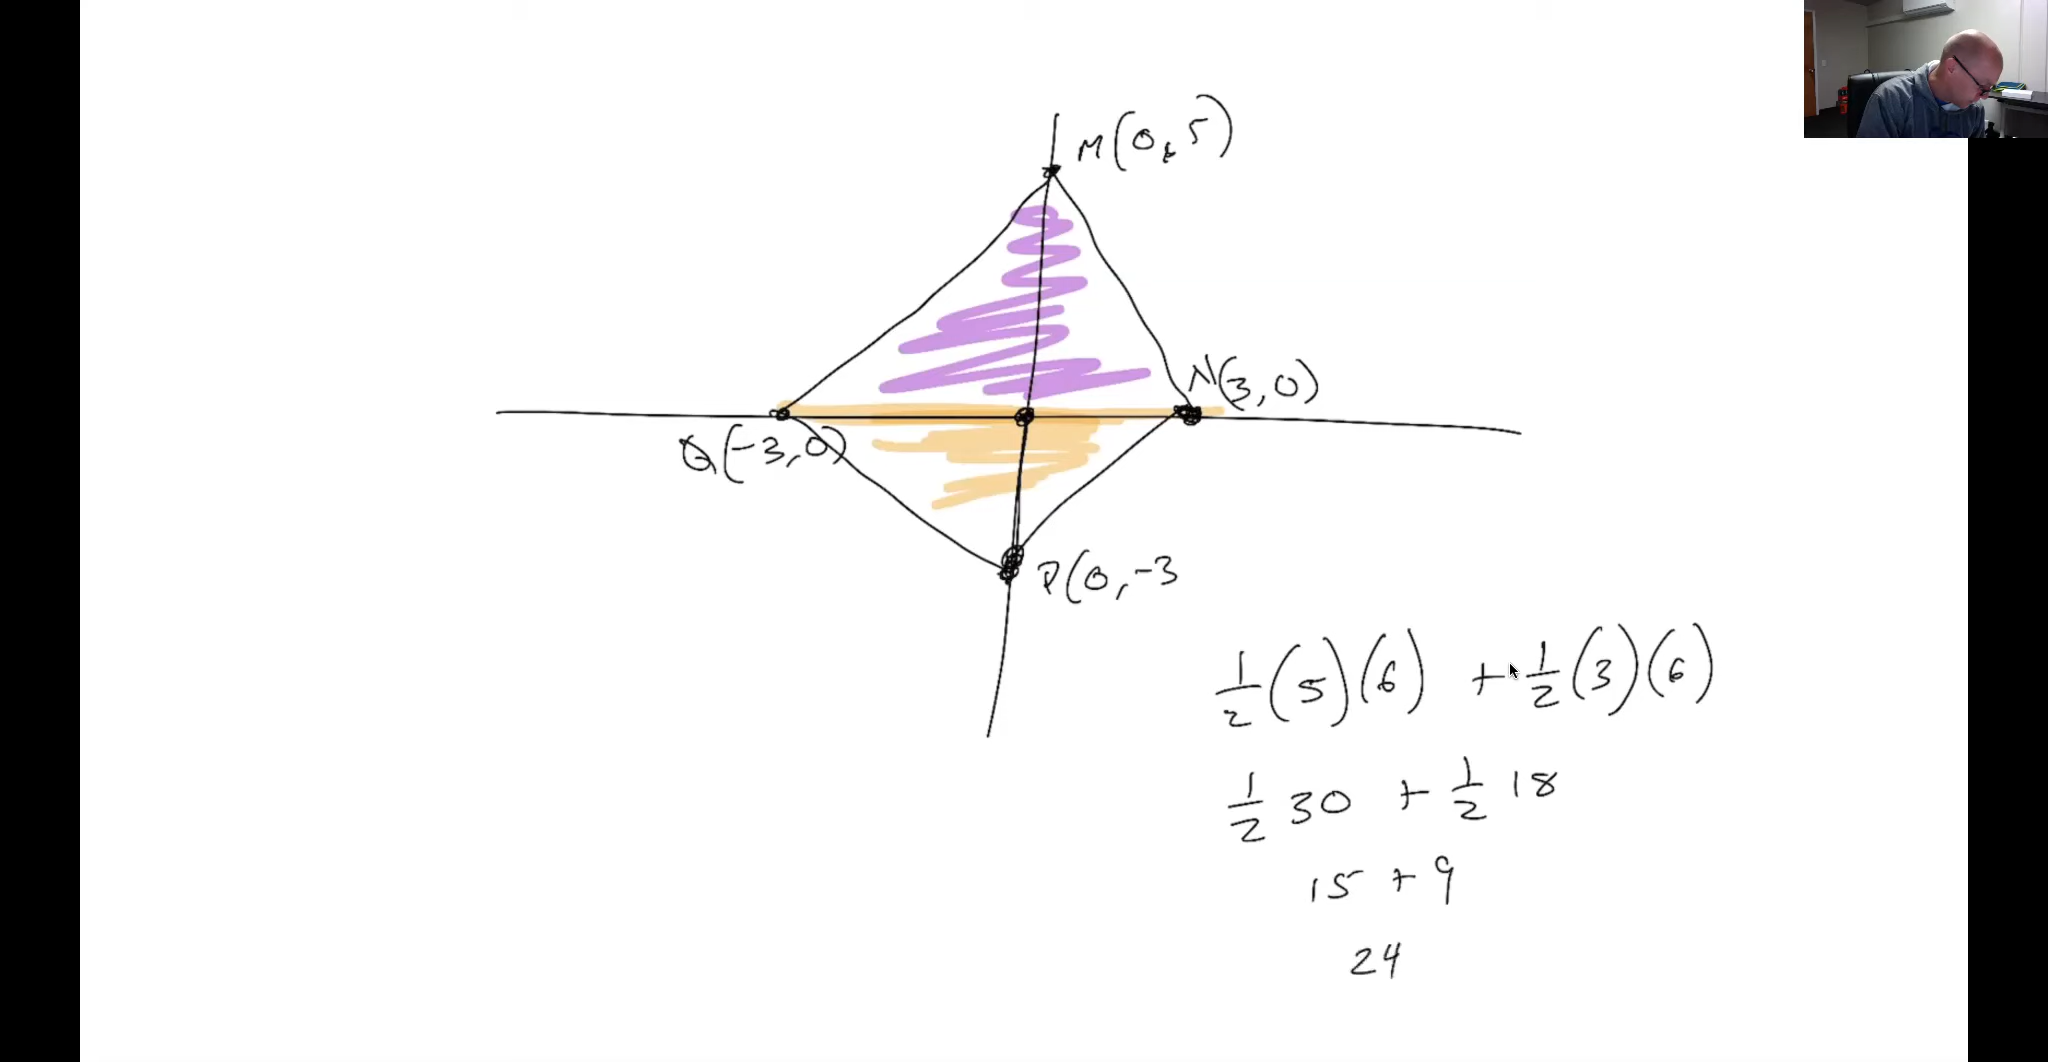 M(0,5)
N(3,0)
Q(-3,0)
P(0,-3
1/2(5)(6) + 1/2(3)(6)
1/2 30 + 1/2 18
15 + 9
24